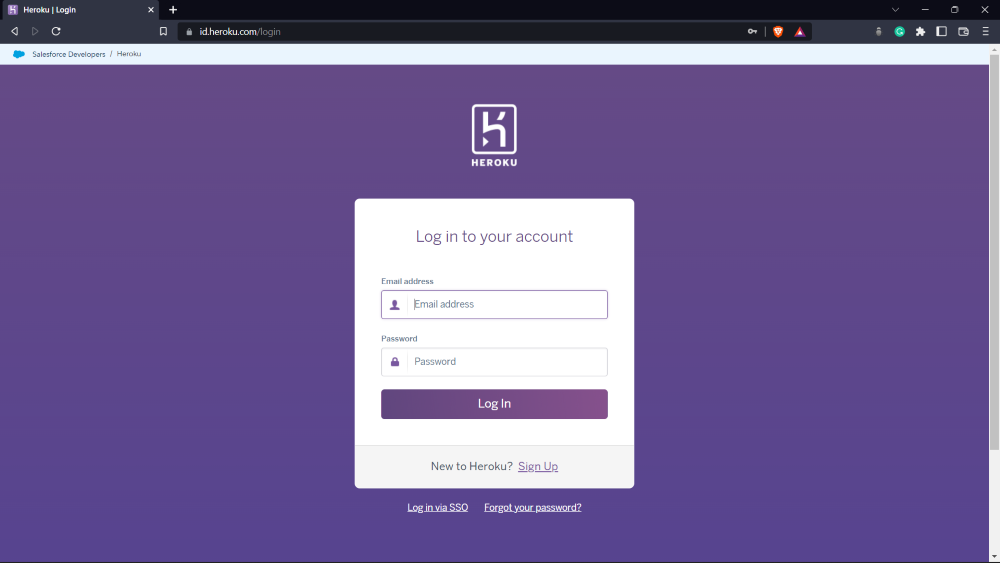 Heroku | Login
id.heroku.com/login
Salesforce Developers / Heroku
HEROKU
Log in to your account
Email address
Email address
Password
Password
Log In
New to Heroku? Sign Up
Log in via SSO Forgot your password?